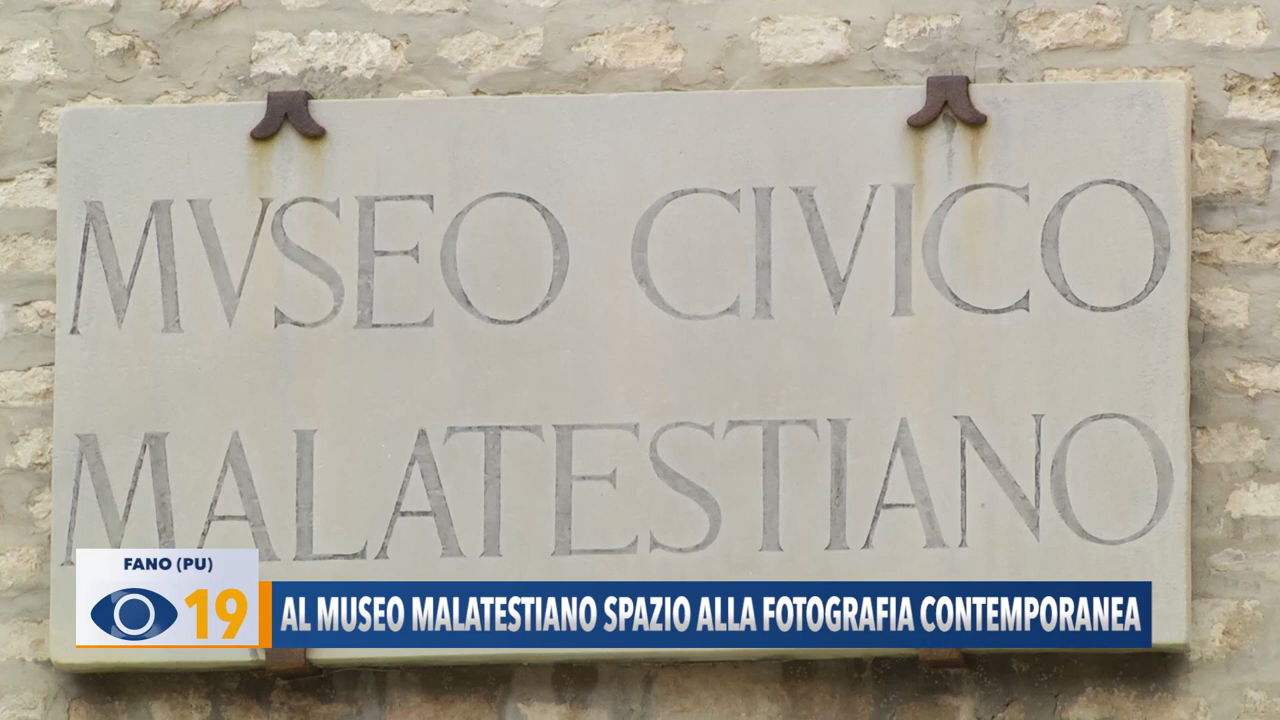 MVSEO CIVICO
MALATESTIANO
FANO (PU)
19
AL MUSEO MALATESTIANO SPAZIO ALLA FOTOGRAFIA CONTEMPORANEA